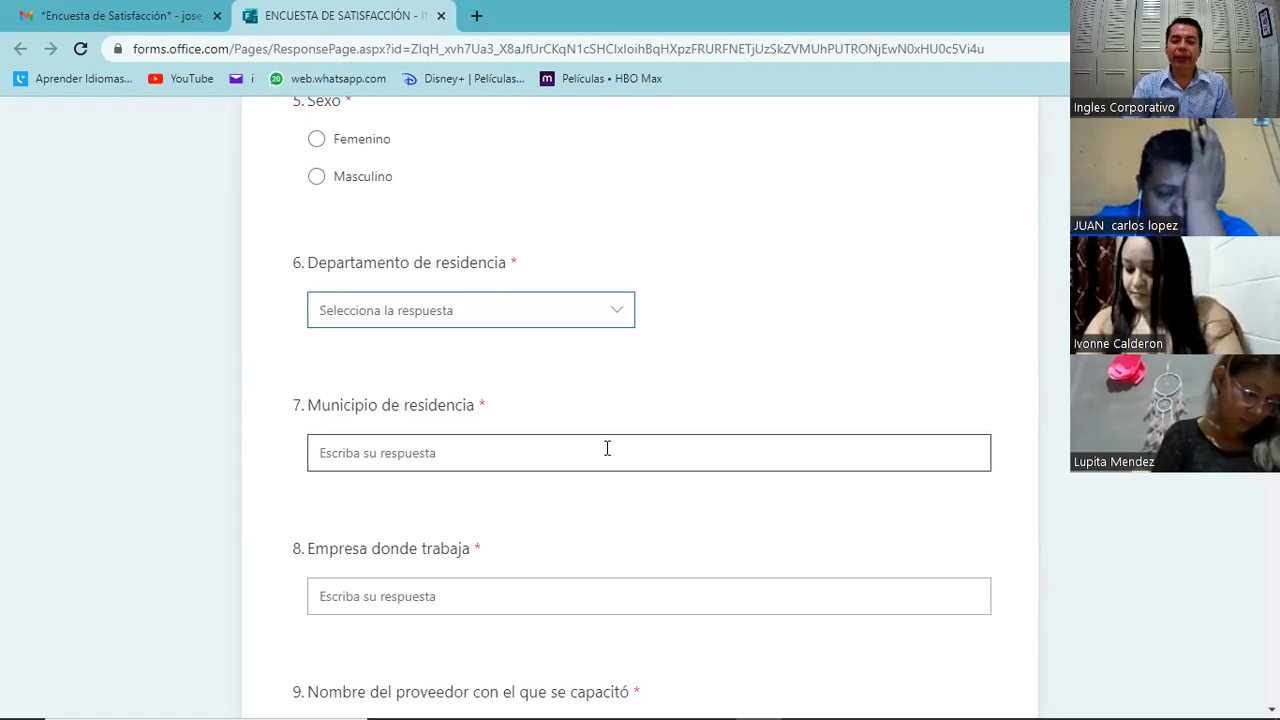 *Encuesta de Satisfacción* - jose
ENCUESTA DE SATISFACCIÓN - IN
forms.office.com/Pages/ResponsePage.aspx?id=
Aprender Idiomas...
YouTube
i
web.whatsapp.com
Disney+ | Películas...
Películas • HBO Max
5. Sexo *
Femenino
Masculino
6. Departamento de residencia *
Selecciona la respuesta
7. Municipio de residencia *
Escriba su respuesta
8. Empresa donde trabaja *
Escriba su respuesta
9. Nombre del proveedor con el que se capacitó *
Ingles Corporativo
JUAN carlos lopez
Ivonne Calderon
Lupita Mendez